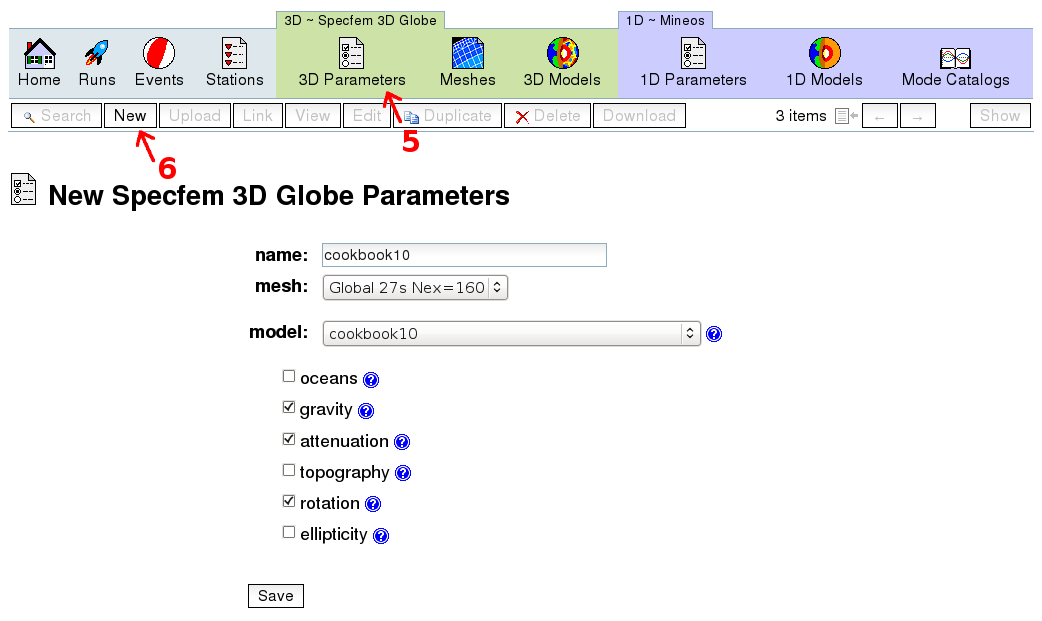 3D ~ Specfem 3D Globe 1D ~ Mineos
Home Runs Events Stations 3D Parameters Meshes 3D Models 1D Parameters 1D Models Mode Catalogs
Search New Upload Link View Edit Duplicate Delete Download 3 items ← → Show
5
6
New Specfem 3D Globe Parameters
name: cookbook10
mesh: Global 27s Nex=160
model: cookbook10 ?
oceans ?
gravity ?
attenuation ?
topography ?
rotation ?
ellipticity ?
Save